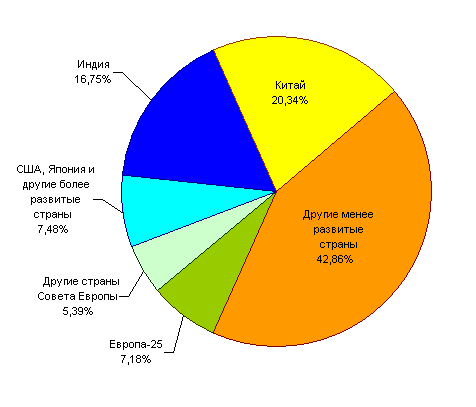 Индия
16,75%
Китай
20,34%
США, Япония и
другие более
развитые
страны
7,48%
Другие менее
развитые
страны
42,86%
Другие страны
Совета Европы
5,39%
Европа-25
7,18%